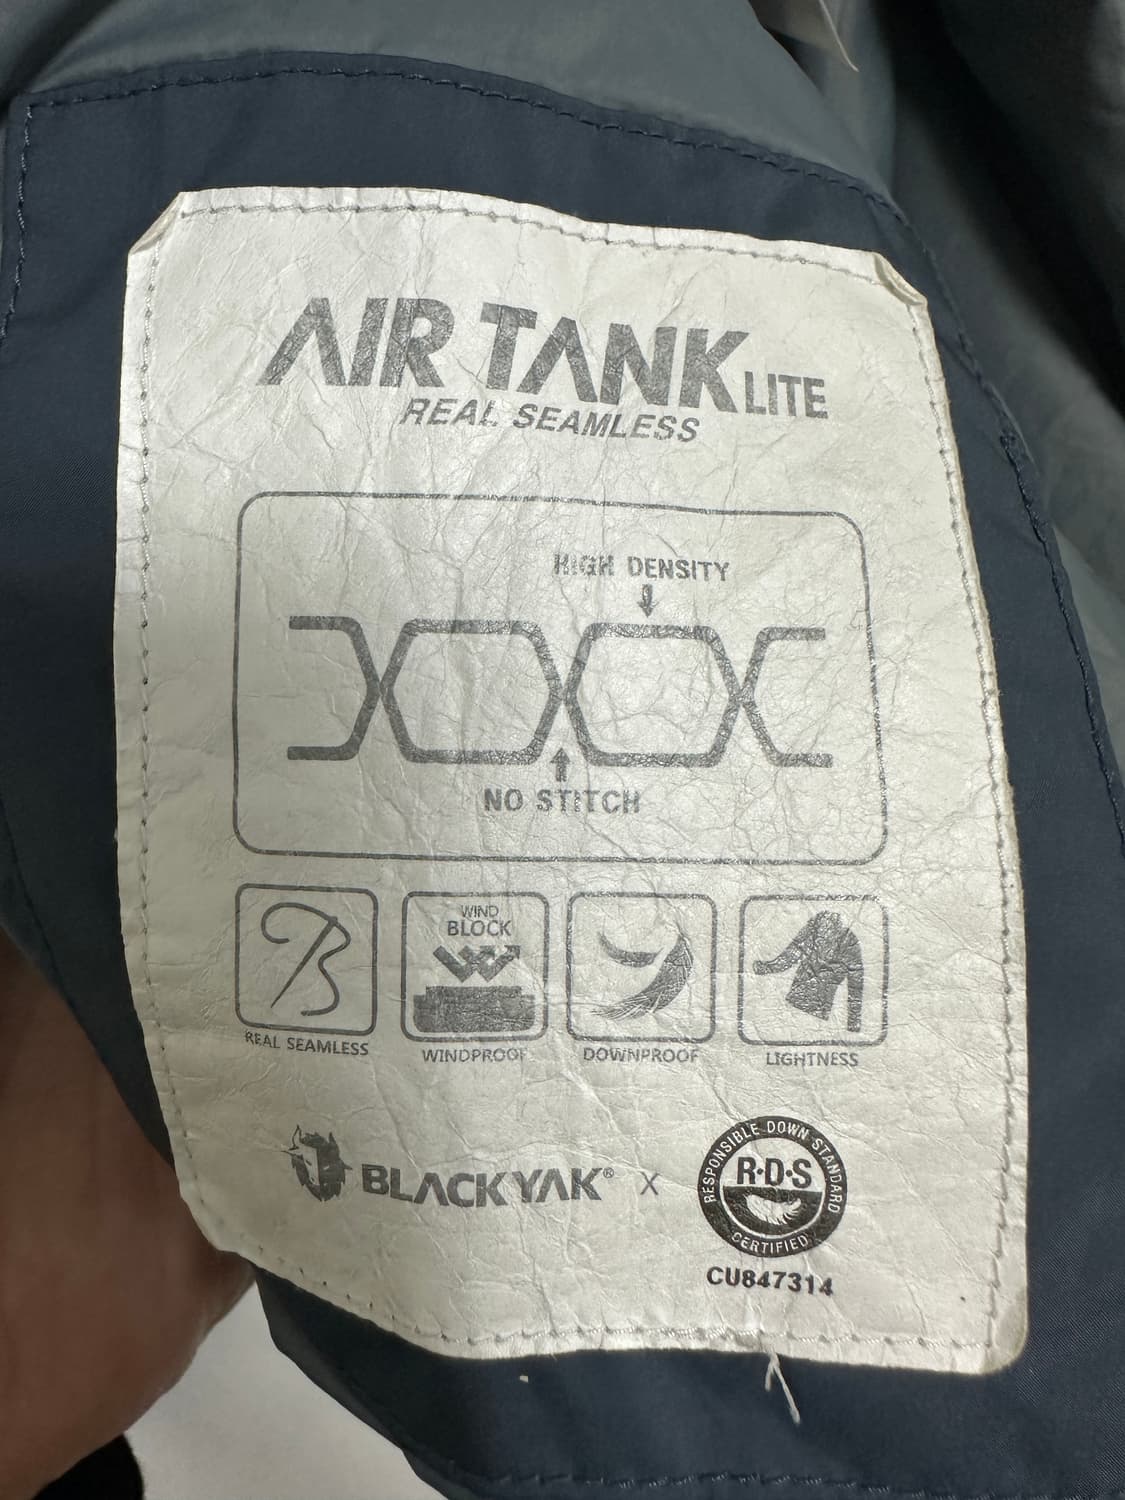 AIR TANK LITE
REAL SEAMLESS
HIGH DENSITY
NO STITCH
WIND
BLOCK
REAL SEAMLESS
WINDPROOF
DOWNPROOF
LIGHTNESS
BLACKYAK® X
RESPONSIBLE DOWN STANDARD
R·D·S
CERTIFIED
CU847314